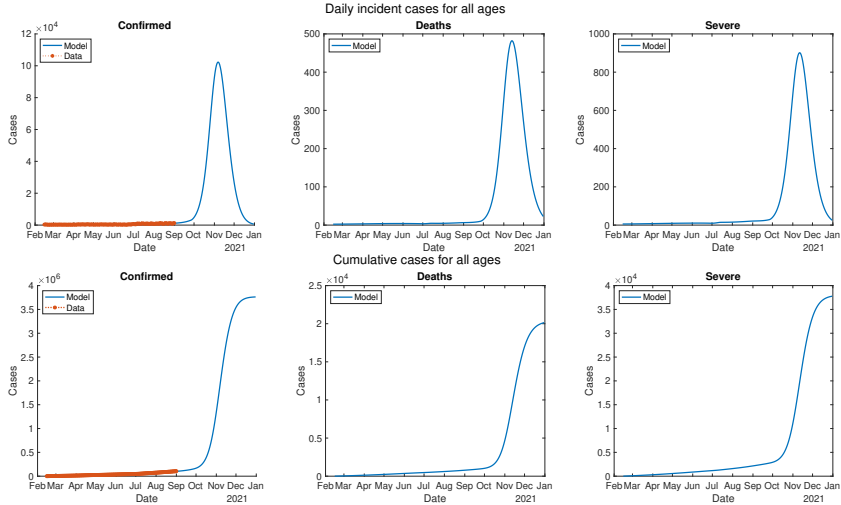 Daily incident cases for all ages
Confirmed
×10^4
12
10
8
6
4
2
0
Cases
Model
Data
Feb Mar Apr May Jun Jul Aug Sep Oct Nov Dec Jan
Date
2021
Deaths
500
400
300
200
100
0
Cases
Model
Feb Mar Apr May Jun Jul Aug Sep Oct Nov Dec Jan
Date
2021
Severe
1000
800
600
400
200
0
Cases
Model
Feb Mar Apr May Jun Jul Aug Sep Oct Nov Dec Jan
Date
2021
Cumulative cases for all ages
Confirmed
×10^6
4
3.5
3
2.5
2
1.5
1
0.5
0
Cases
Model
Data
Feb Mar Apr May Jun Jul Aug Sep Oct Nov Dec Jan
Date
2021
Deaths
×10^4
2.5
2
1.5
1
0.5
0
Cases
Model
Feb Mar Apr May Jun Jul Aug Sep Oct Nov Dec Jan
Date
2021
Severe
×10^4
4
3.5
3
2.5
2
1.5
1
0.5
0
Cases
Model
Feb Mar Apr May Jun Jul Aug Sep Oct Nov Dec Jan
Date
2021